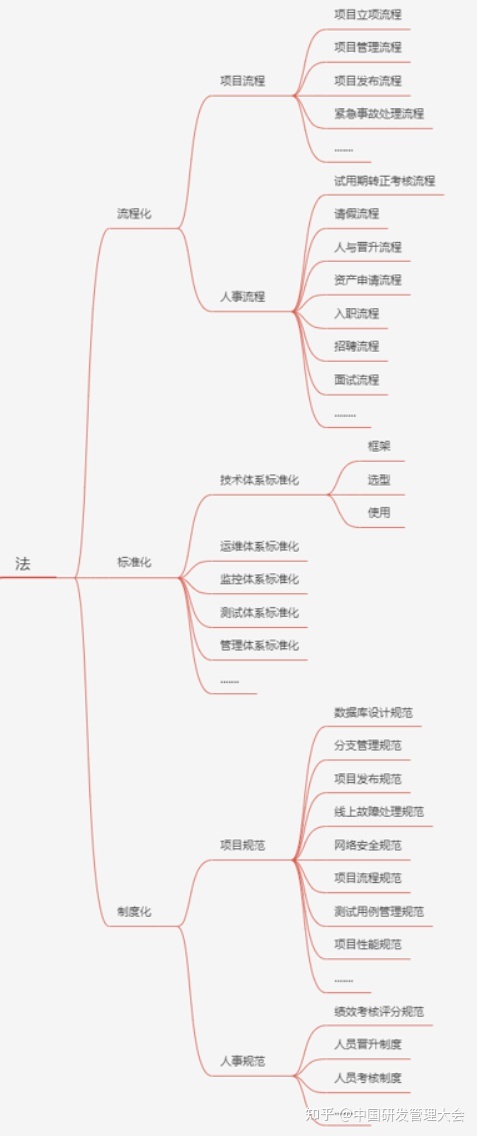 法
流程化
项目流程
项目立项流程
项目管理流程
项目发布流程
紧急事故处理流程
.......
人事流程
试用期转正考核流程
请假流程
人与晋升流程
资产申请流程
入职流程
招聘流程
面试流程
........
标准化
技术体系标准化
框架
选型
使用
运维体系标准化
监控体系标准化
测试体系标准化
管理体系标准化
.......
制度化
项目规范
数据库设计规范
分支管理规范
项目发布规范
线上故障处理规范
网络安全规范
项目流程规范
测试用例管理规范
项目性能规范
.......
人事规范
绩效考核评分规范
人员晋升制度
人员考核制度
知乎 @中国研发管理大会